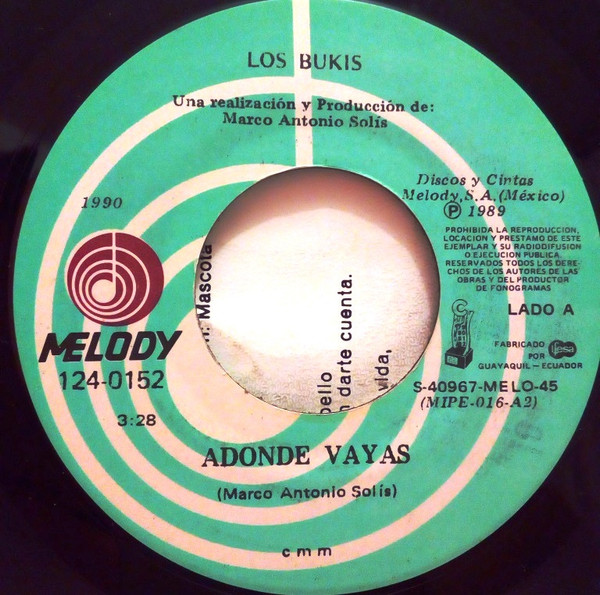 LOS BUKIS
Una realización y Producción de:
Marco Antonio Solís
1990
Discos y Cintas
Melody, S.A. (México)
Ⓟ 1989
PROHIBIDA LA REPRODUCCION,
LOCACION Y PRESTAMO DE ESTE
EJEMPLAR Y SU RADIODIFUSION
O EJECUCION PUBLICA.
RESERVADOS TODOS LOS DERE-
CHOS DE LOS AUTORES DE LAS
OBRAS Y DEL PRODUCTOR
DE FONOGRAMAS
LADO A
MELODY
124-0152
3:28
FABRICADO
POR
GUAYAQUIL - ECUADOR
S-40967-MELO-45
(MIPE-016-A2)
Mascota
darte cuenta.
ADONDE VAYAS
(Marco Antonio Solís)
cmm